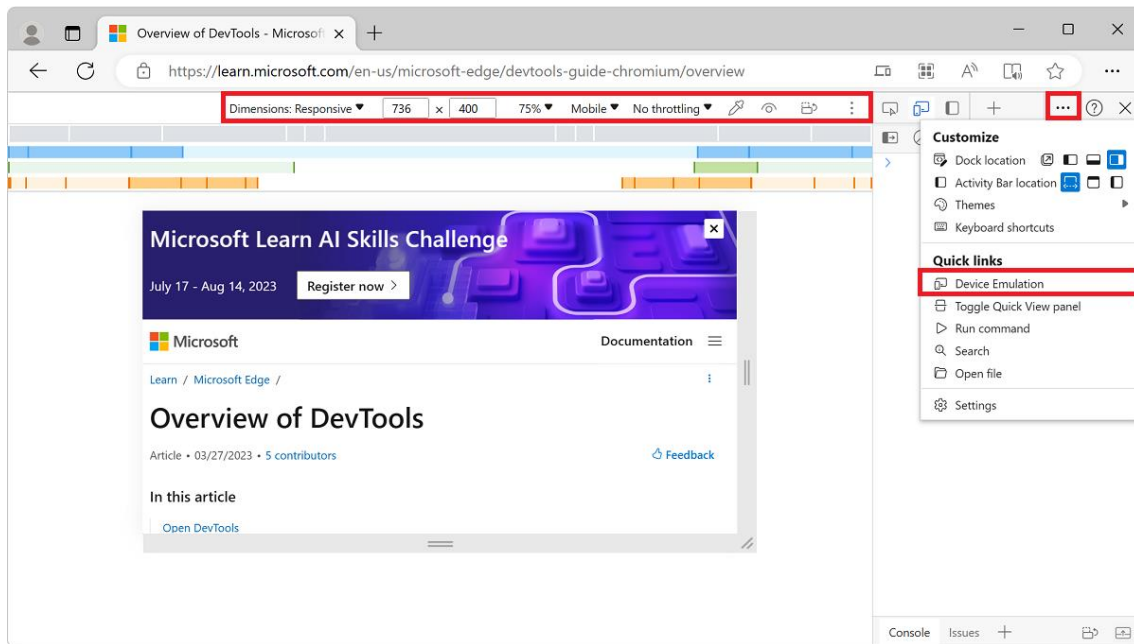 Overview of DevTools - Microsof
https://learn.microsoft.com/en-us/microsoft-edge/devtools-guide-chromium/overview
Dimensions: Responsive 736 × 400 75% Mobile No throttling
Customize
Dock location
Activity Bar location
Themes
Keyboard shortcuts
Quick links
Device Emulation
Toggle Quick View panel
Run command
Search
Open file
Settings
Microsoft Learn AI Skills Challenge
July 17 - Aug 14, 2023 Register now >
Microsoft Documentation
Learn / Microsoft Edge /
Overview of DevTools
Article • 03/27/2023 • 5 contributors Feedback
In this article
Open DevTools
Console Issues